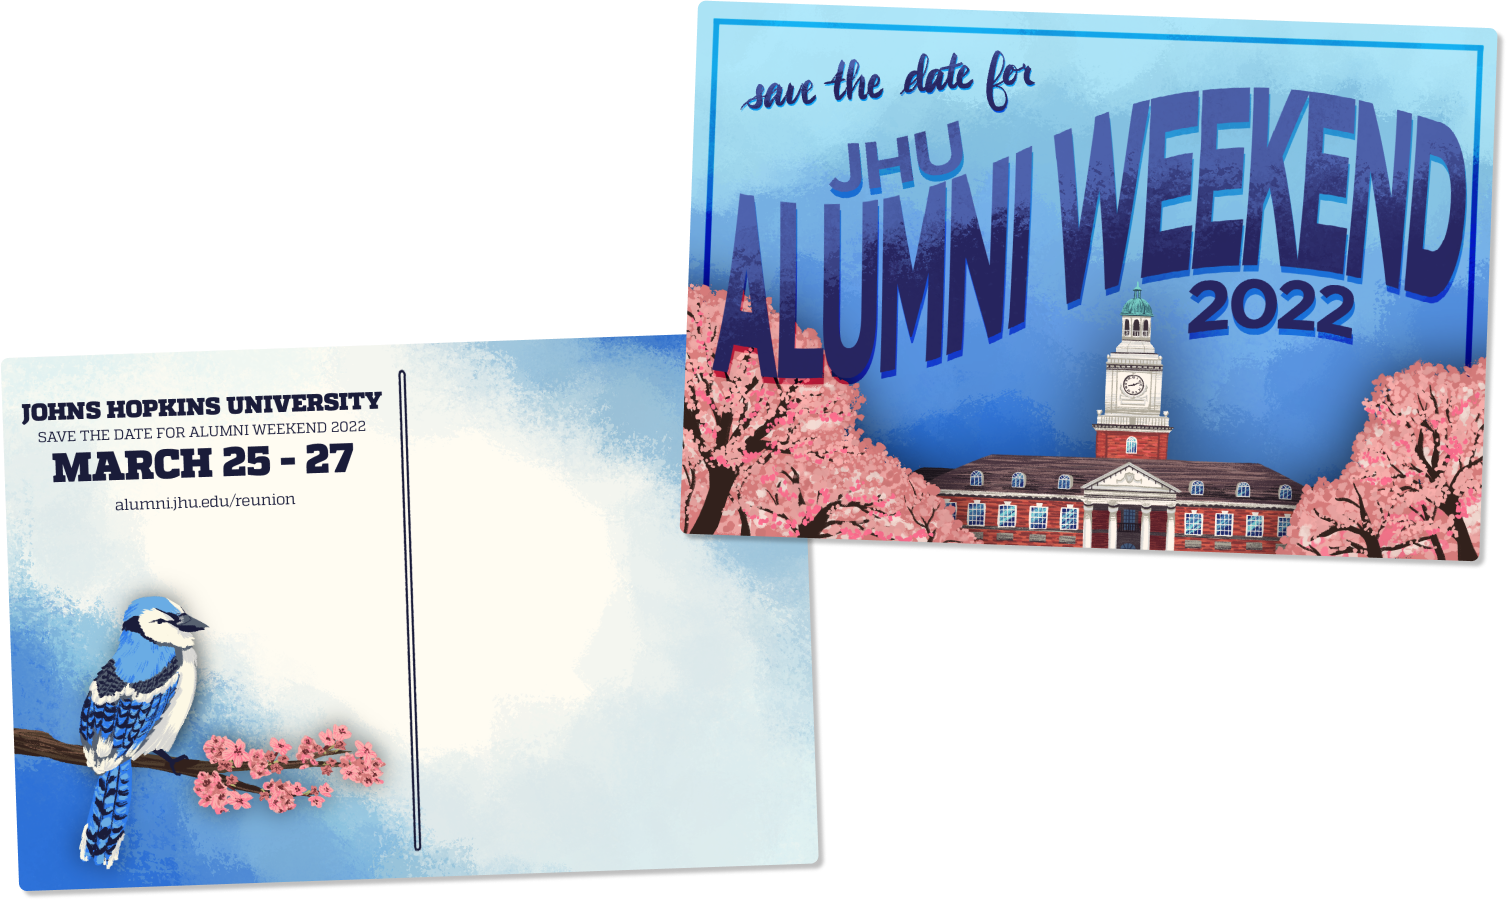 save the date for
JHU
ALUMNI WEEKEND
2022
JOHNS HOPKINS UNIVERSITY
SAVE THE DATE FOR ALUMNI WEEKEND 2022
MARCH 25 - 27
alumni.jhu.edu/reunion